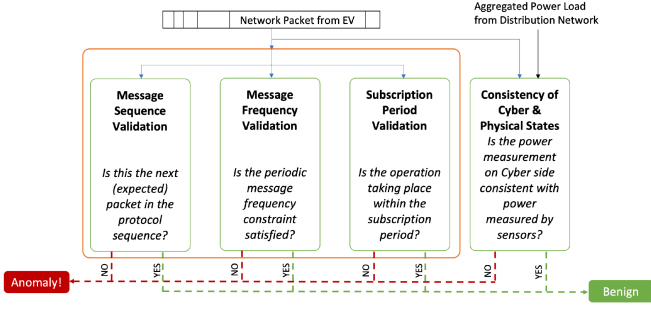 Aggregated Power Load
from Distribution Network
Network Packet from EV
Message
Sequence
Validation
Is this the next
(expected)
packet in the
protocol
sequence?
Message
Frequency
Validation
Is the periodic
message
frequency
constraint
satisfied?
Subscription
Period
Validation
Is the operation
taking place
within the
subscription
period?
Consistency of
Cyber &
Physical States
Is the power
measurement
on Cyber side
consistent with
power
measured by
sensors?
NO
YES
NO
YES
NO
YES
NO
YES
Anomaly!
Benign